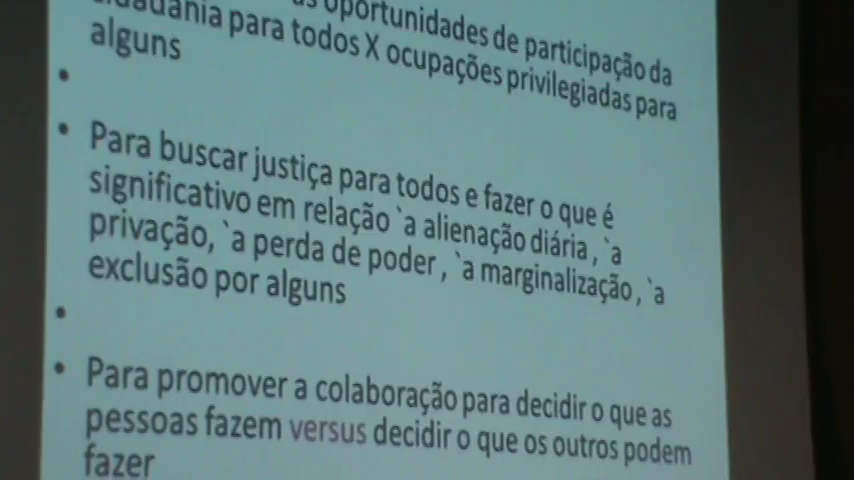 oportunidades de participação da
cidadania para todos X ocupações privilegiadas para
alguns
•
• Para buscar justiça para todos e fazer o que é
significativo em relação `a alienação diária , `a
privação, `a perda de poder , `a marginalização , `a
exclusão por alguns
•
• Para promover a colaboração para decidir o que as
pessoas fazem versus decidir o que os outros podem
fazer